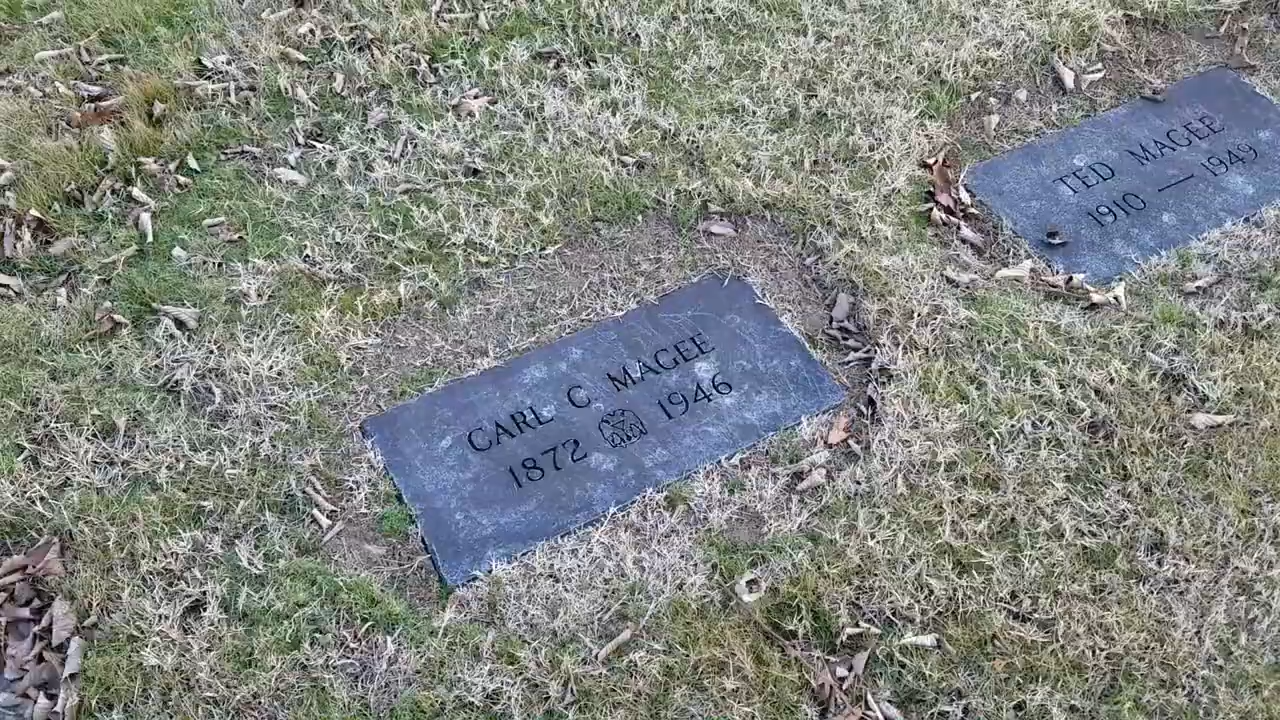 CARL C MAGEE
1872 1946
TED MAGEE
1910 — 1949